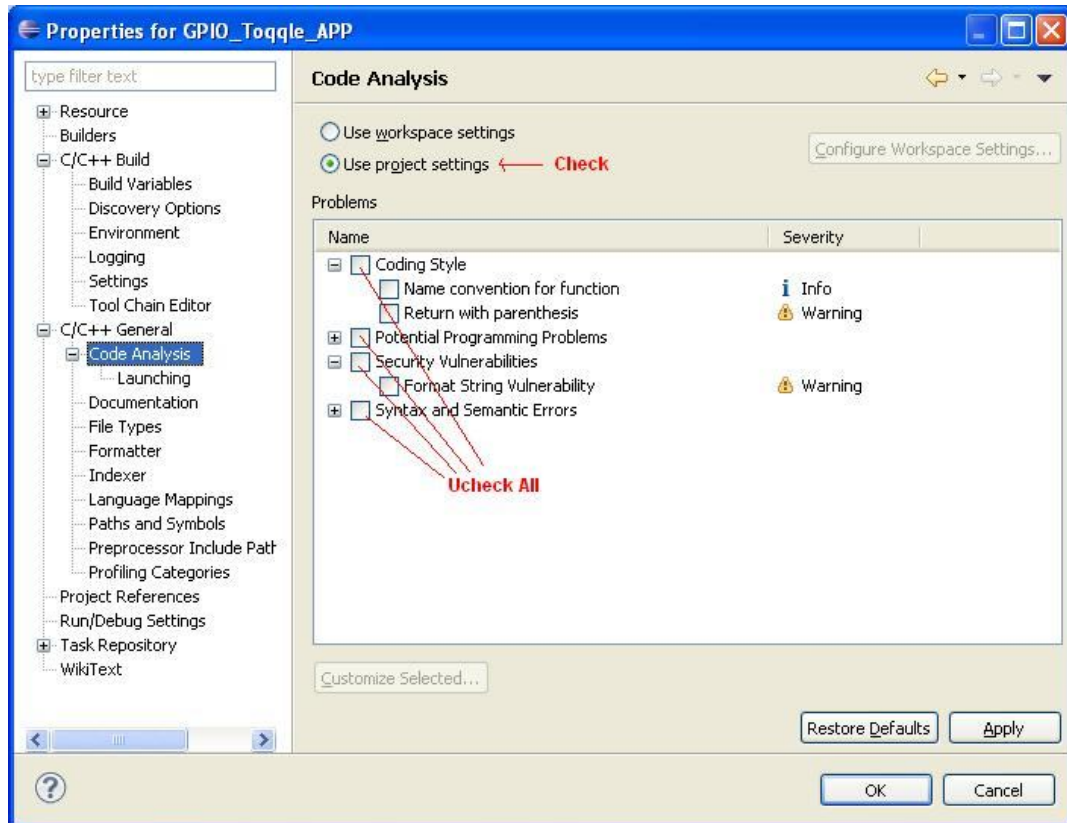 Properties for GPIO_Toqqle_APP
type filter text
Resource
Builders
C/C++ Build
Build Variables
Discovery Options
Environment
Logging
Settings
Tool Chain Editor
C/C++ General
Code Analysis
Launching
Documentation
File Types
Formatter
Indexer
Language Mappings
Paths and Symbols
Preprocessor Include Path
Profiling Categories
Project References
Run/Debug Settings
Task Repository
WikiText
Code Analysis
Use workspace settings
Use project settings
Check
Configure Workspace Settings...
Problems
Name Severity
Coding Style
Name convention for function i Info
Return with parenthesis Warning
Potential Programming Problems
Security Vulnerabilities
Format String Vulnerability Warning
Syntax and Semantic Errors
Ucheck All
Customize Selected...
Restore Defaults Apply
? OK Cancel